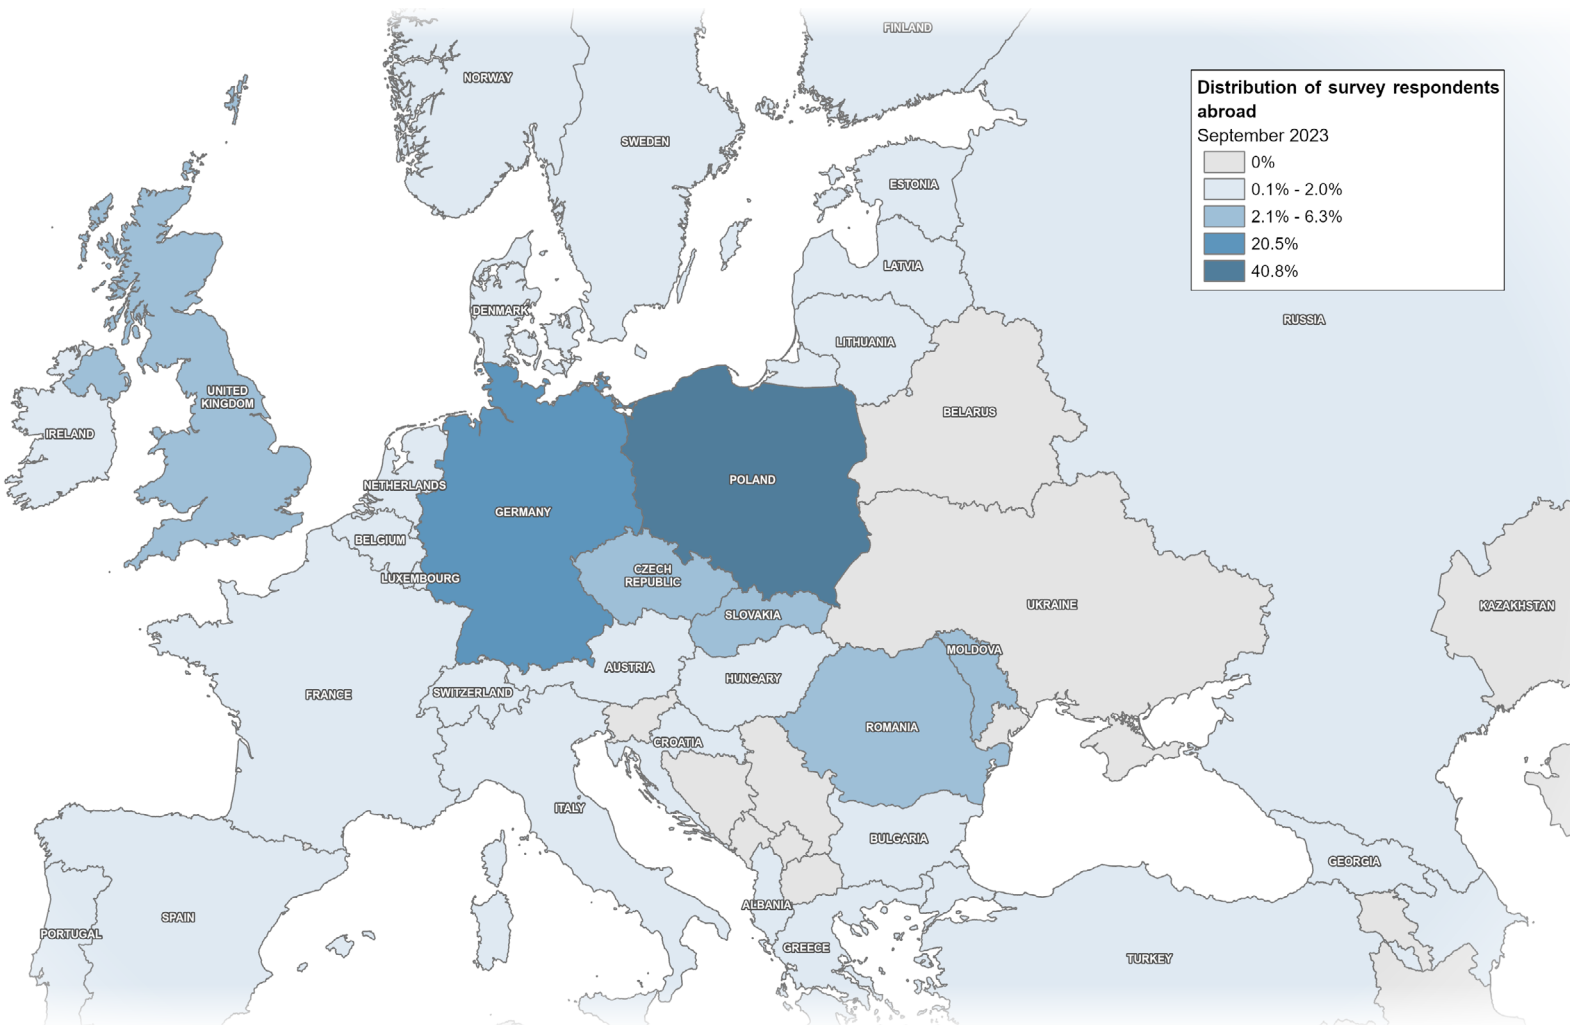 FINLAND
NORWAY
Distribution of survey respondents
abroad
September 2023
0%
0.1% - 2.0%
2.1% - 6.3%
20.5%
40.8%
SWEDEN
ESTONIA
LATVIA
DENMARK
RUSSIA
LITHUANIA
UNITED
KINGDOM
BELARUS
IRELAND
POLAND
NETHERLANDS
GERMANY
BELGIUM
CZECH
REPUBLIC
LUXEMBOURG
UKRAINE
KAZAKHSTAN
SLOVAKIA
MOLDOVA
AUSTRIA
HUNGARY
SWITZERLAND
FRANCE
ROMANIA
CROATIA
ITALY
BULGARIA
GEORGIA
ALBANIA
SPAIN
PORTUGAL
GREECE
TURKEY